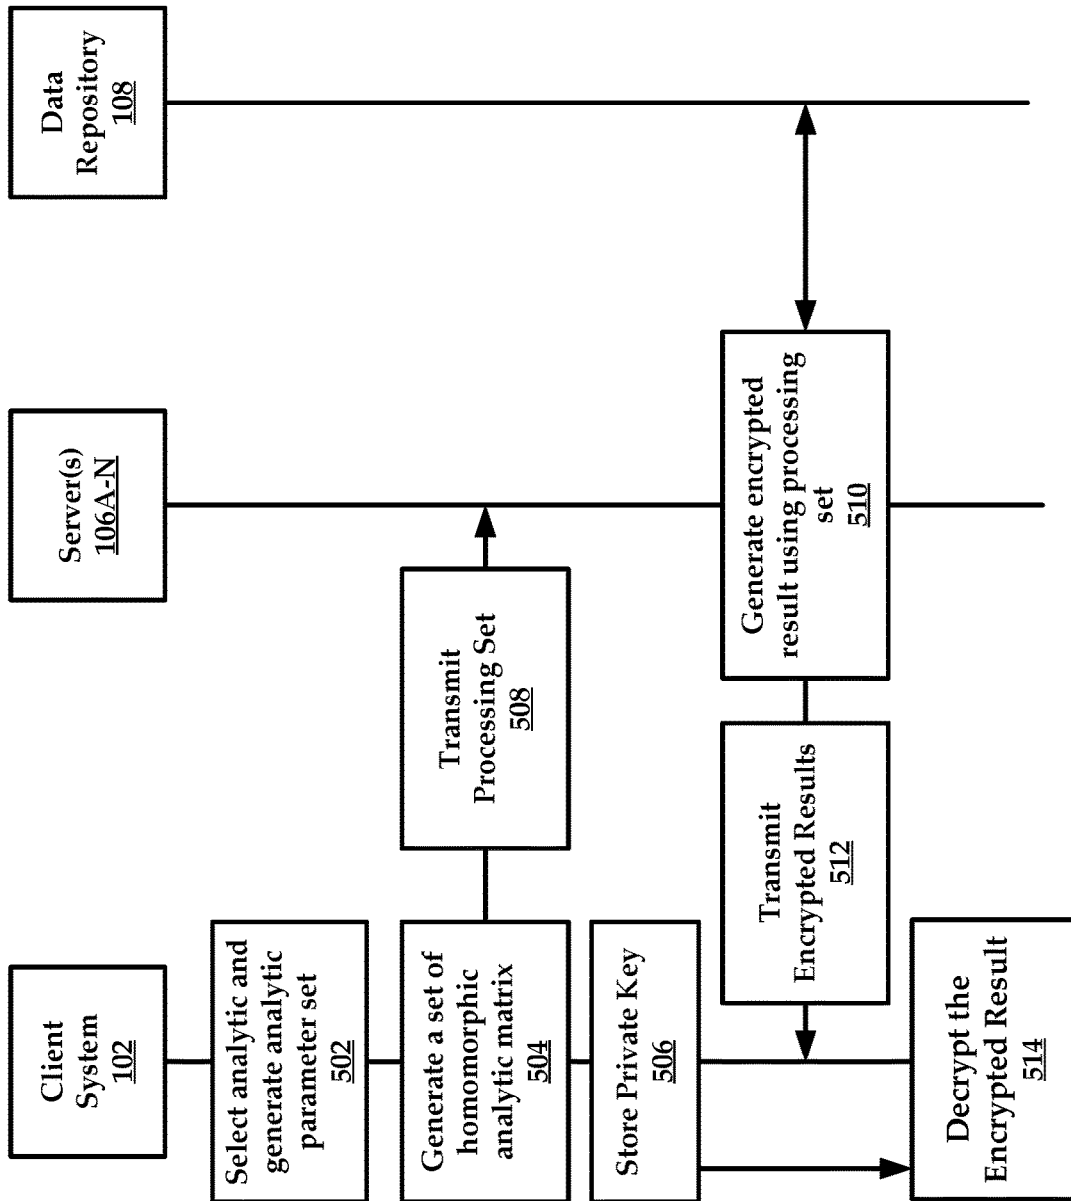 Client
System
102
Server(s)
106A-N
Data
Repository
108
Select analytic and
generate analytic
parameter set
502
Generate a set of
homomorphic
analytic matrix
504
Transmit
Processing Set
508
Store Private Key
506
Generate encrypted
result using processing
set
510
Transmit
Encrypted Results
512
Decrypt the
Encrypted Result
514